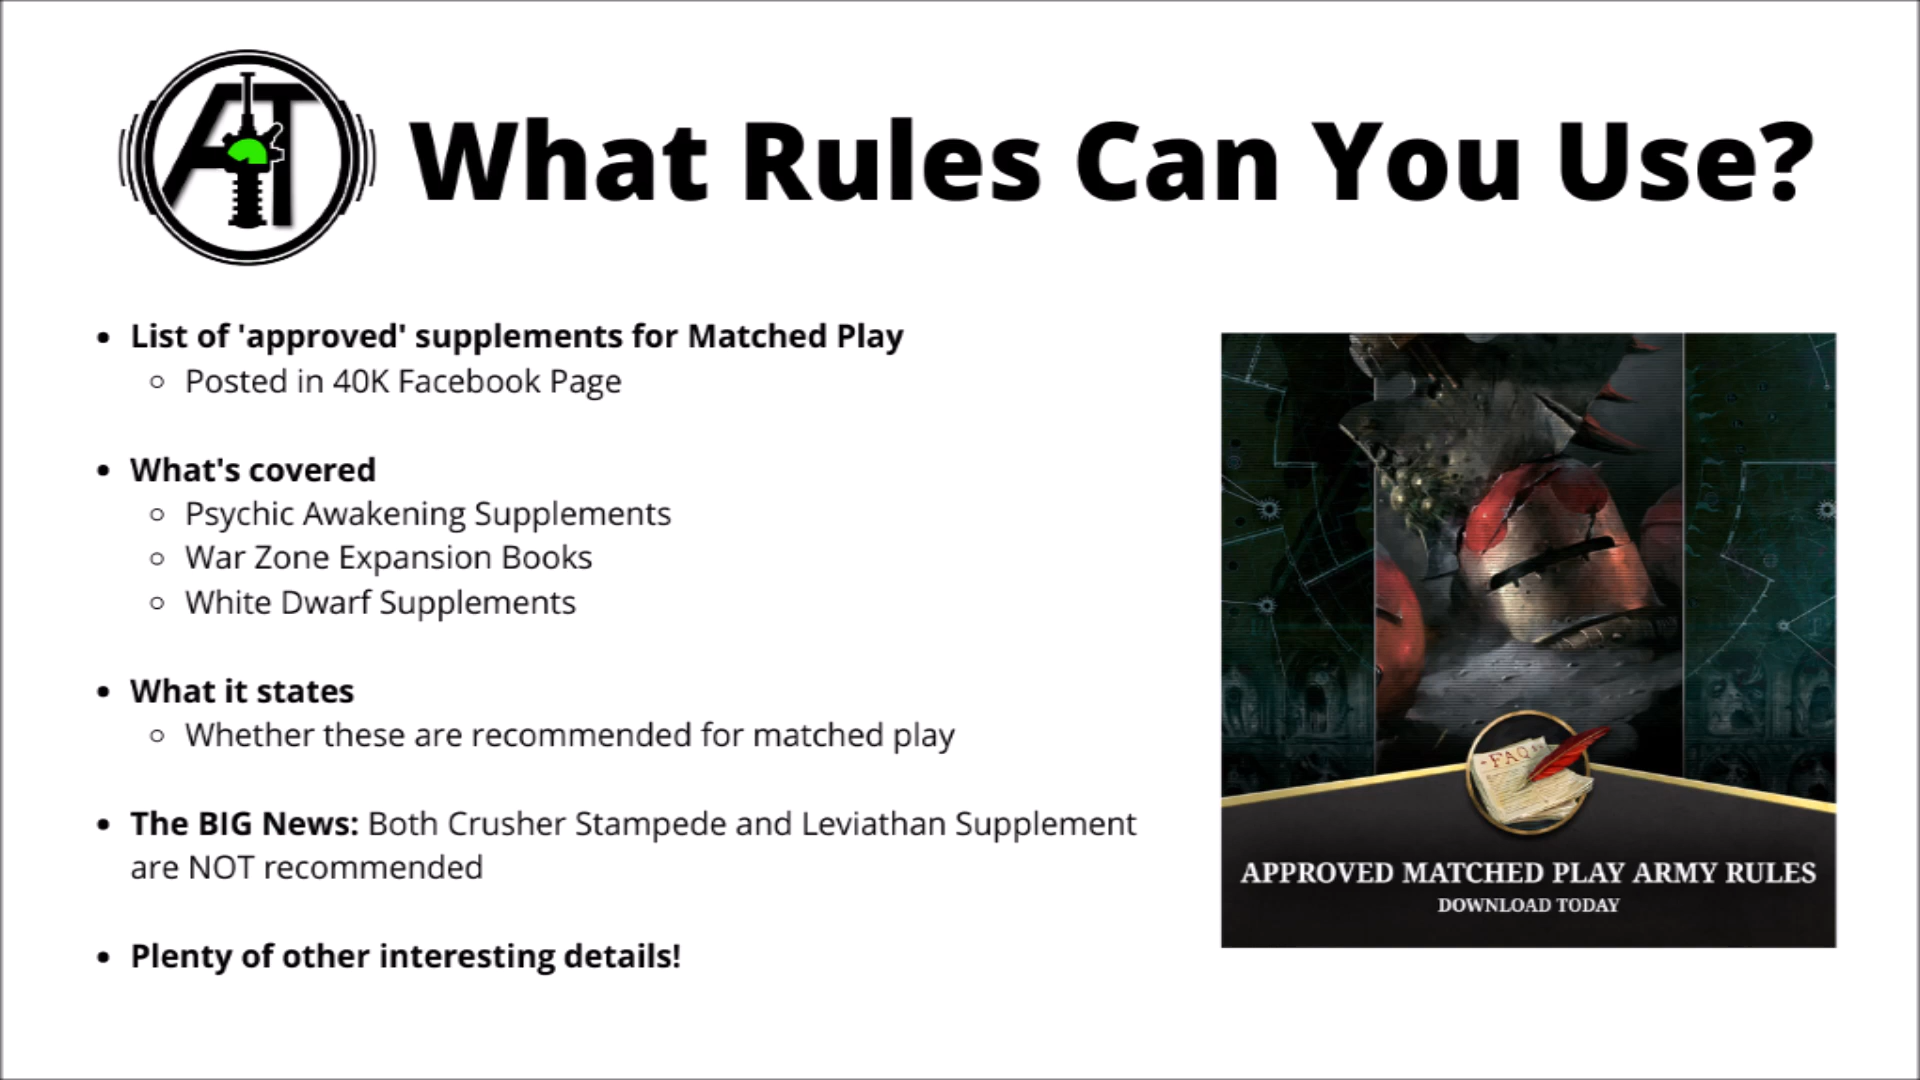 AT
What Rules Can You Use?
List of 'approved' supplements for Matched Play
Posted in 40K Facebook Page
What's covered
Psychic Awakening Supplements
War Zone Expansion Books
White Dwarf Supplements
What it states
Whether these are recommended for matched play
The BIG News: Both Crusher Stampede and Leviathan Supplement
are NOT recommended
Plenty of other interesting details!
FAQ
APPROVED MATCHED PLAY ARMY RULES
DOWNLOAD TODAY